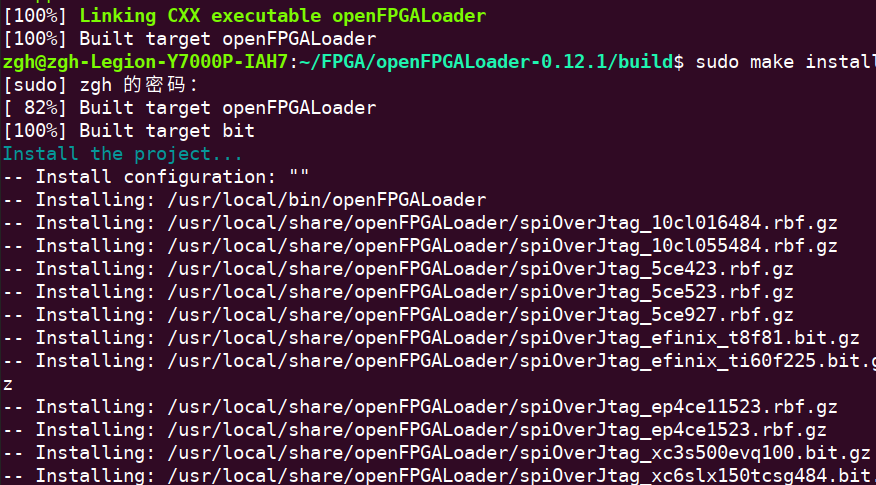 [100%] Linking CXX executable openFPGALoader
[100%] Built target openFPGALoader
zgh@zgh-Legion-Y7000P-IAH7:~/FPGA/openFPGALoader-0.12.1/build$ sudo make install
[sudo] zgh 的密码：
[ 82%] Built target openFPGALoader
[100%] Built target bit
Install the project...
-- Install configuration: ""
-- Installing: /usr/local/bin/openFPGALoader
-- Installing: /usr/local/share/openFPGALoader/spiOverJtag_10cl016484.rbf.gz
-- Installing: /usr/local/share/openFPGALoader/spiOverJtag_10cl055484.rbf.gz
-- Installing: /usr/local/share/openFPGALoader/spiOverJtag_5ce423.rbf.gz
-- Installing: /usr/local/share/openFPGALoader/spiOverJtag_5ce523.rbf.gz
-- Installing: /usr/local/share/openFPGALoader/spiOverJtag_5ce927.rbf.gz
-- Installing: /usr/local/share/openFPGALoader/spiOverJtag_efinix_t8f81.bit.gz
-- Installing: /usr/local/share/openFPGALoader/spiOverJtag_efinix_ti60f225.bit.g
z
-- Installing: /usr/local/share/openFPGALoader/spiOverJtag_ep4ce11523.rbf.gz
-- Installing: /usr/local/share/openFPGALoader/spiOverJtag_ep4ce1523.rbf.gz
-- Installing: /usr/local/share/openFPGALoader/spiOverJtag_xc3s500evq100.bit.gz
-- Installing: /usr/local/share/openFPGALoader/spiOverJtag_xc6slx150tcsg484.bit.